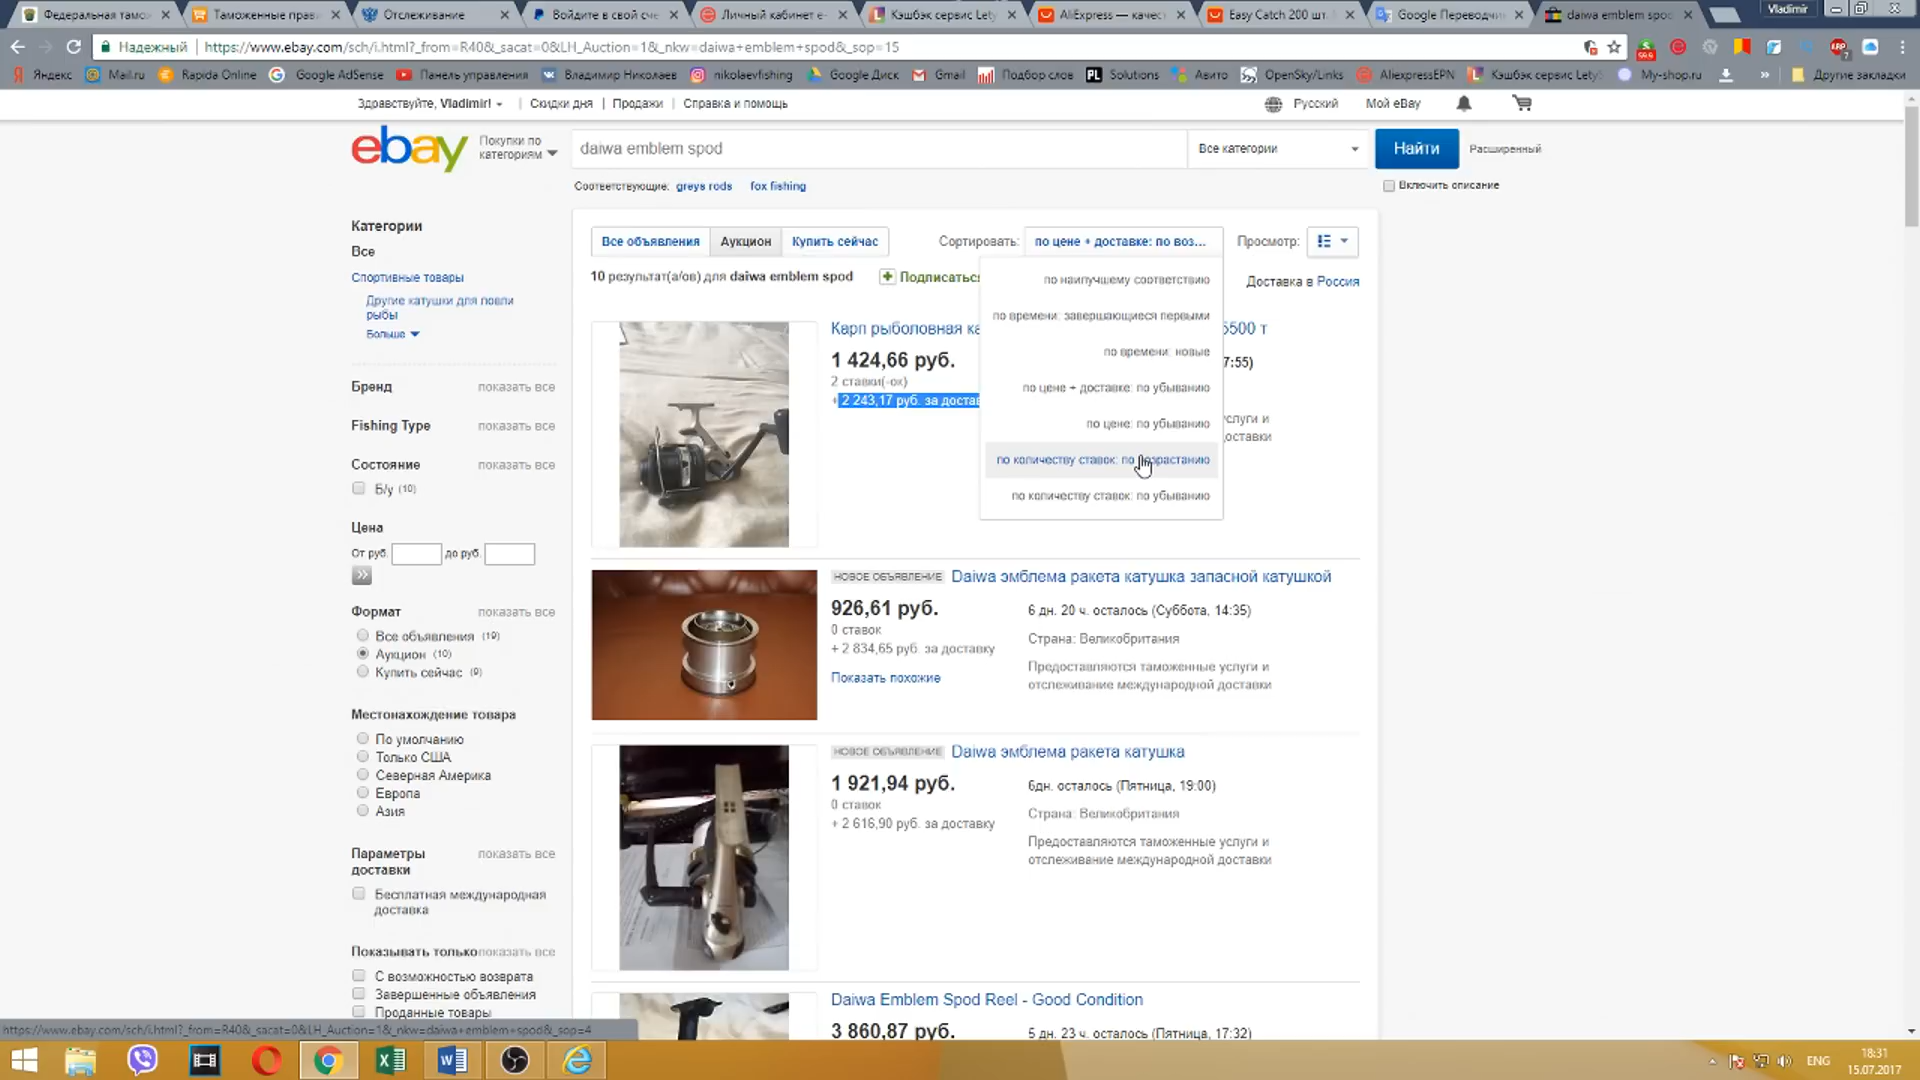 Федеральная тамо
Таможенные прав
Отслеживание
Войдите в свой сче
Личный кабинет e-
Кэшбэк сервис Lety
AliExpress — качес
Easy Catch 200 шт.
Google Переводчи
daiwa emblem spo
Vladimir
Надежный
https://www.ebay.com/sch/i.html?_from=R40&_sacat=0&LH_Auction=1&_nkw=daiwa+emblem+spod&_sop=15
Яндекс
Mail.ru
Rapida Online
Google AdSense
Панель управления
Владимир Николаев
nikolaevfishing
Google Диск
Gmail
Подбор слов
Solutions
Авито
OpenSky/Links
AliexpressEPN
Кэшбэк сервис LetyS
My-shop.ru
»
Другие закладки
Здравствуйте, Vladimir!
Скидки дня
Продажи
Справка и помощь
Русский
Мой eBay
ebay
Покупки по
категориям
daiwa emblem spod
Все категории
Найти
Расширенный
Соответствующие: greys rods fox fishing
Включить описание
Категории
Все
Спортивные товары
Другие катушки для ловли
рыбы
Больше
Бренд показать все
Fishing Type показать все
Состояние показать все
Б/у (10)
Цена
От руб. до руб.
Формат показать все
Все объявления (19)
Аукцион (10)
Купить сейчас (9)
Местонахождение товара
По умолчанию
Только США
Северная Америка
Европа
Азия
Параметры
доставки
показать все
Бесплатная международная
доставка
Показывать только показать все
С возможностью возврата
Завершенные объявления
Проданные товары
Все объявления
Аукцион
Купить сейчас
Сортировать:
по цене + доставке: по воз...
Просмотр:
10 результат(а/ов) для daiwa emblem spod
Подписаться
Доставка в Россия
по наилучшему соответствию
по времени: завершающиеся первыми
по времени: новые
по цене + доставке: по убыванию
по цене: по убыванию
по количеству ставок: по возрастанию
по количеству ставок: по убыванию
Карп рыболовная ка
5500 т
1 424,66 руб.
7:55)
2 ставки(-ок)
+ 2 243,17 руб. за достав
услуги и
доставки
НОВОЕ ОБЪЯВЛЕНИЕ Daiwa эмблема ракета катушка запасной катушкой
926,61 руб.
6 дн. 20 ч. осталось (Суббота, 14:35)
0 ставок
Страна: Великобритания
+ 2 834,65 руб. за доставку
Предоставляются таможенные услуги и
отслеживание международной доставки
Показать похожие
НОВОЕ ОБЪЯВЛЕНИЕ Daiwa эмблема ракета катушка
1 921,94 руб.
6дн. осталось (Пятница, 19:00)
0 ставок
Страна: Великобритания
+ 2 616,90 руб. за доставку
Предоставляются таможенные услуги и
отслеживание международной доставки
Daiwa Emblem Spod Reel - Good Condition
3 860,87 руб.
5 дн. 23 ч. осталось (Пятница, 17:32)
https://www.ebay.com/sch/i.html?_from=R40&_sacat=0&LH_Auction=1&_nkw=daiwa+emblem+spod&_sop=4
ENG
18:31
15.07.2017